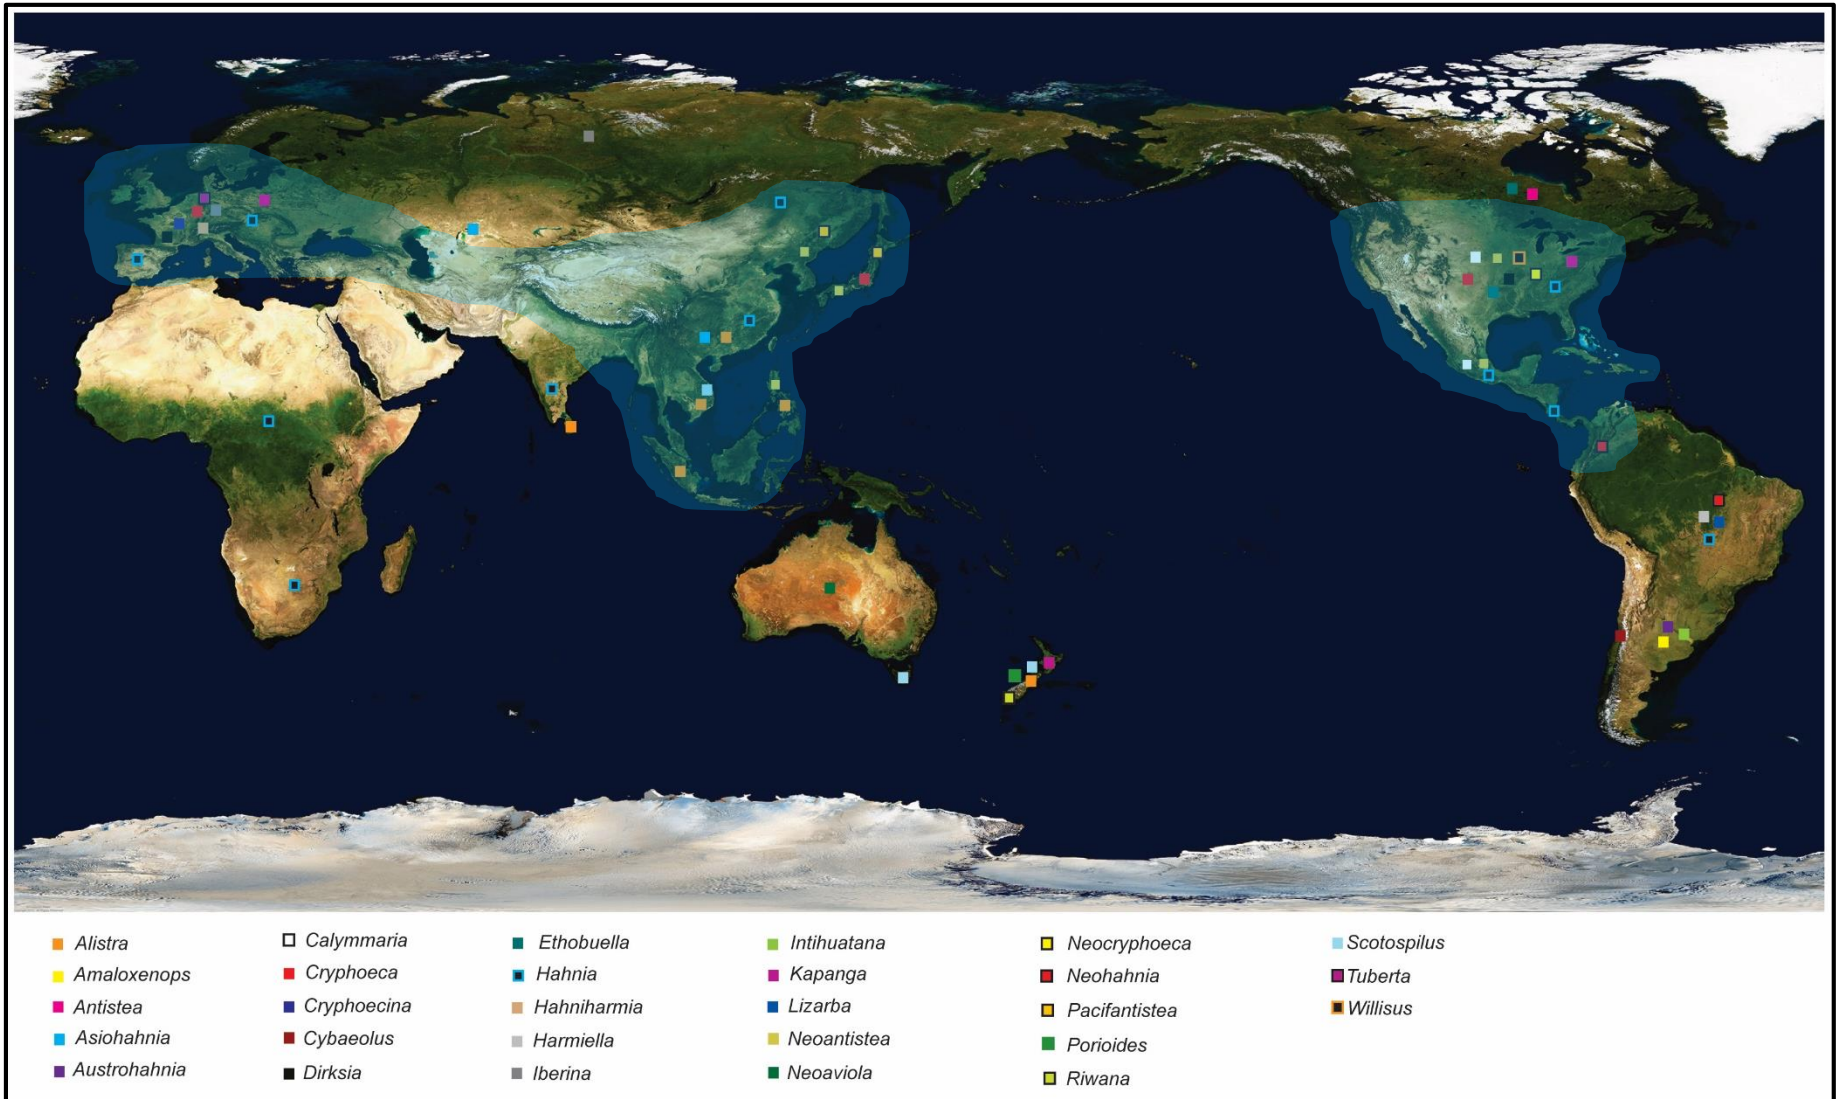 Alistra
Amaloxenops
Antistea
Asiohahnia
Austrohahnia
Calymmaria
Cryphoeca
Cryphoecina
Cybaeolus
Dirksia
Ethobuella
Hahnia
Hahniharmia
Harmiella
Iberina
Intihuatana
Kapanga
Lizarba
Neoantistea
Neoaviola
Neocryphoeca
Neohahnia
Pacifantistea
Porioides
Riwana
Scotospilus
Tuberta
Willisus